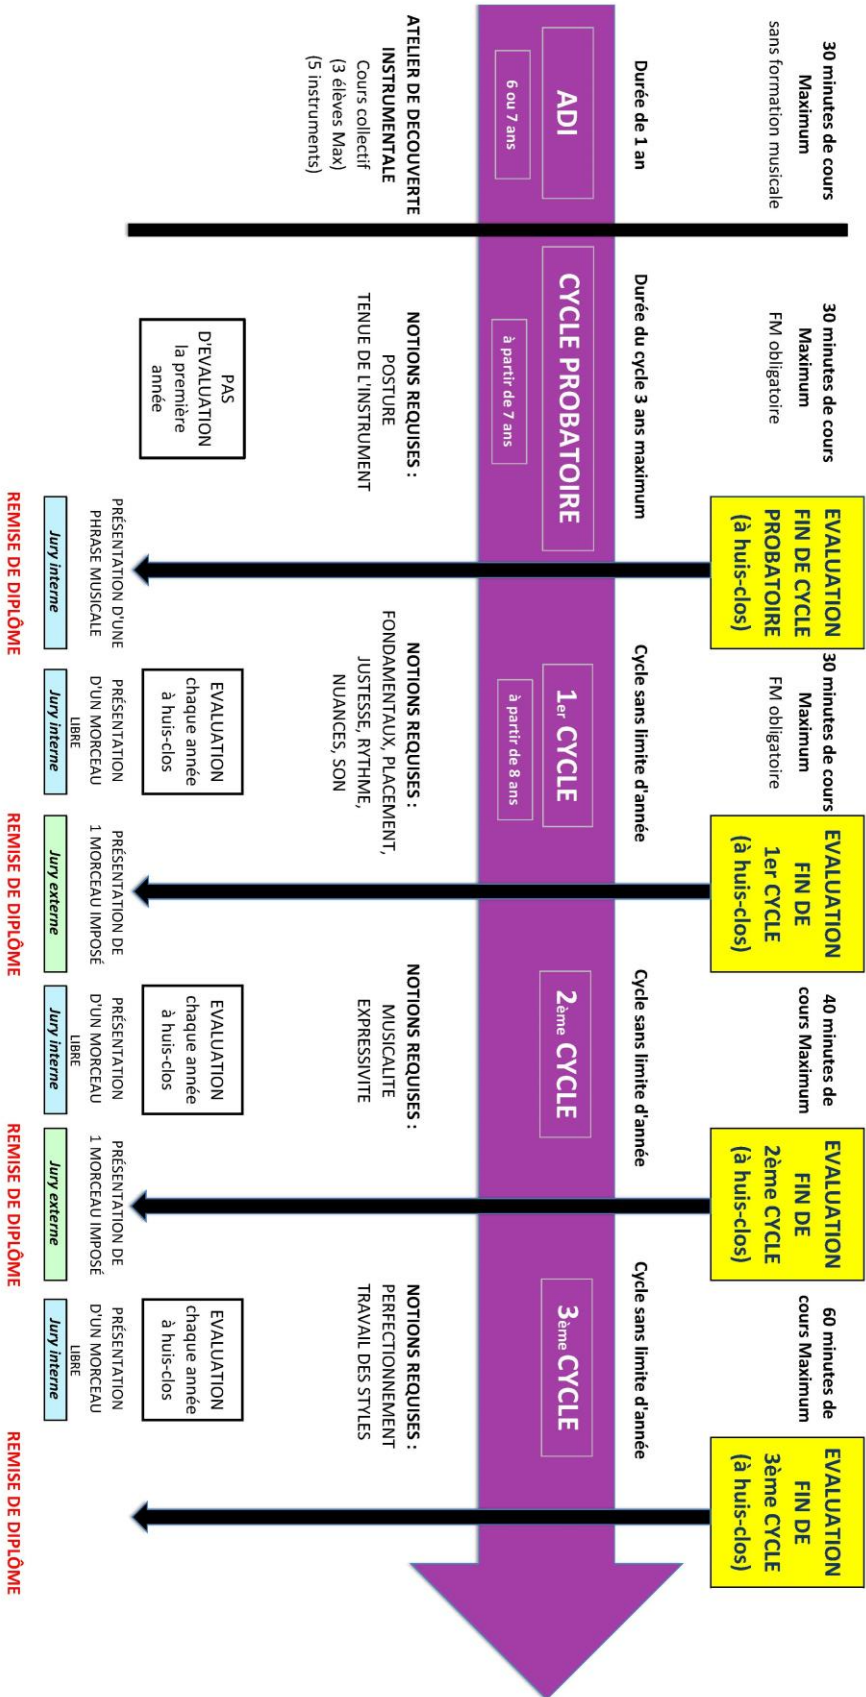 30 minutes de cours
Maximum
sans formation musicale
Durée de 1 an
ADI
6 ou 7 ans
ATELIER DE DECOUVERTE
INSTRUMENTALE
Cours collectif
(3 élèves Max)
(5 instruments)
30 minutes de cours
Maximum
FM obligatoire
Durée du cycle 3 ans maximum
CYCLE PROBATOIRE
à partir de 7 ans
NOTIONS REQUISES :
POSTURE
TENUE DE L'INSTRUMENT
PAS
D'EVALUATION
la première
année
EVALUATION
FIN DE CYCLE
PROBATOIRE
(à huis-clos)
PRÉSENTATION D'UNE
PHRASE MUSICALE
Jury interne
REMISE DE DIPLÔME
30 minutes de cours
Maximum
FM obligatoire
Cycle sans limite d'année
1er CYCLE
à partir de 8 ans
NOTIONS REQUISES :
FONDAMENTAUX, PLACEMENT,
JUSTESSE, RYTHME,
NUANCES, SON
EVALUATION
chaque année
à huis-clos
PRÉSENTATION
D'UN MORCEAU
LIBRE
Jury interne
EVALUATION
FIN DE
1er CYCLE
(à huis-clos)
PRÉSENTATION DE
1 MORCEAU IMPOSÉ
Jury externe
REMISE DE DIPLÔME
40 minutes de
cours Maximum
Cycle sans limite d'année
2ème CYCLE
NOTIONS REQUISES :
MUSICALITE
EXPRESSIVITE
EVALUATION
chaque année
à huis-clos
PRÉSENTATION
D'UN MORCEAU
LIBRE
Jury interne
EVALUATION
FIN DE
2ème CYCLE
(à huis-clos)
PRÉSENTATION DE
1 MORCEAU IMPOSÉ
Jury externe
REMISE DE DIPLÔME
60 minutes de
cours Maximum
Cycle sans limite d'année
3ème CYCLE
NOTIONS REQUISES :
PERFECTIONNEMENT
TRAVAIL DES STYLES
EVALUATION
chaque année
à huis-clos
PRÉSENTATION
D'UN MORCEAU
LIBRE
Jury interne
EVALUATION
FIN DE
3ème CYCLE
(à huis-clos)
REMISE DE DIPLÔME